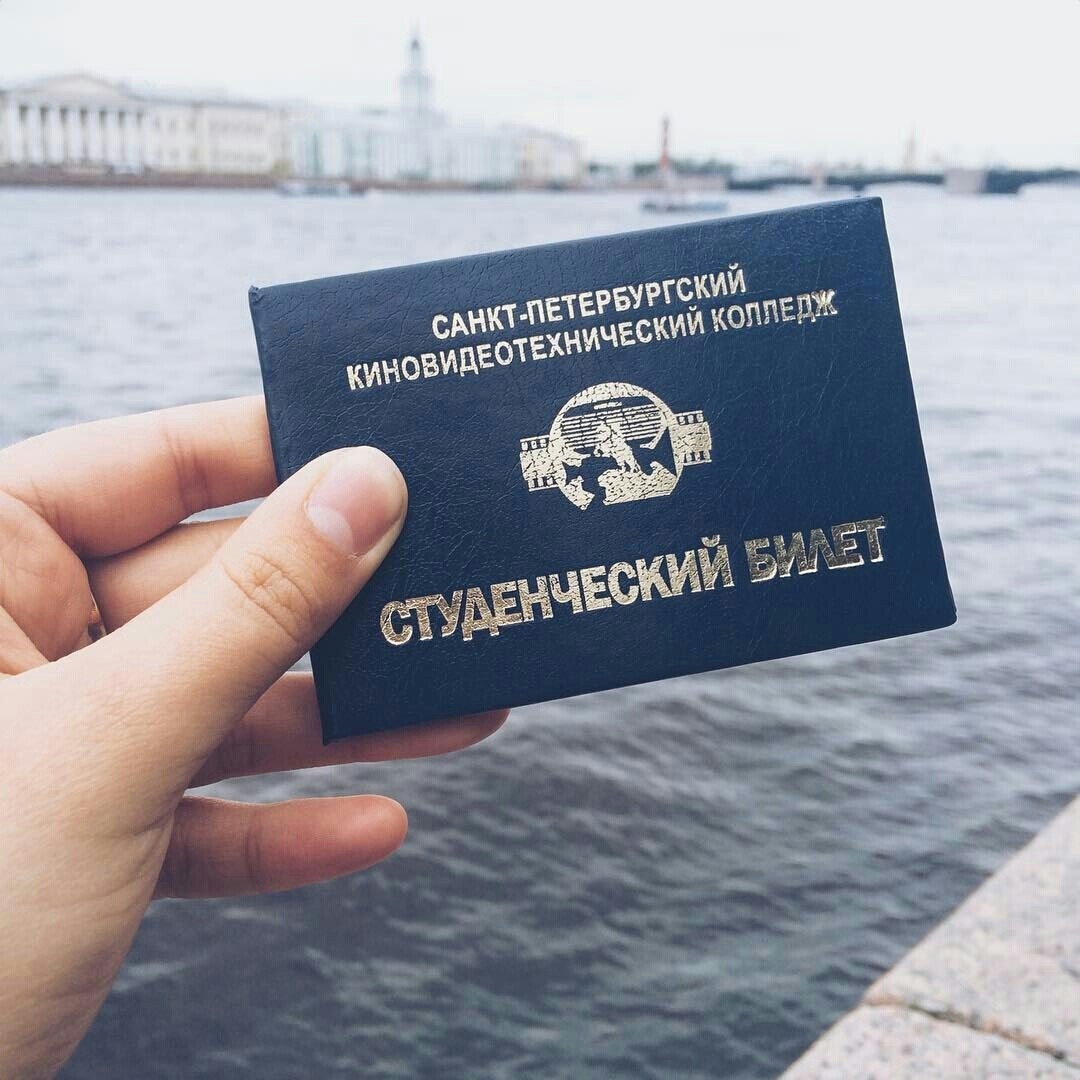 САНКТ-ПЕТЕРБУРГСКИЙ
КИНОВИДЕОТЕХНИЧЕСКИЙ КОЛЛЕДЖ
СТУДЕНЧЕСКИЙ БИЛЕТ